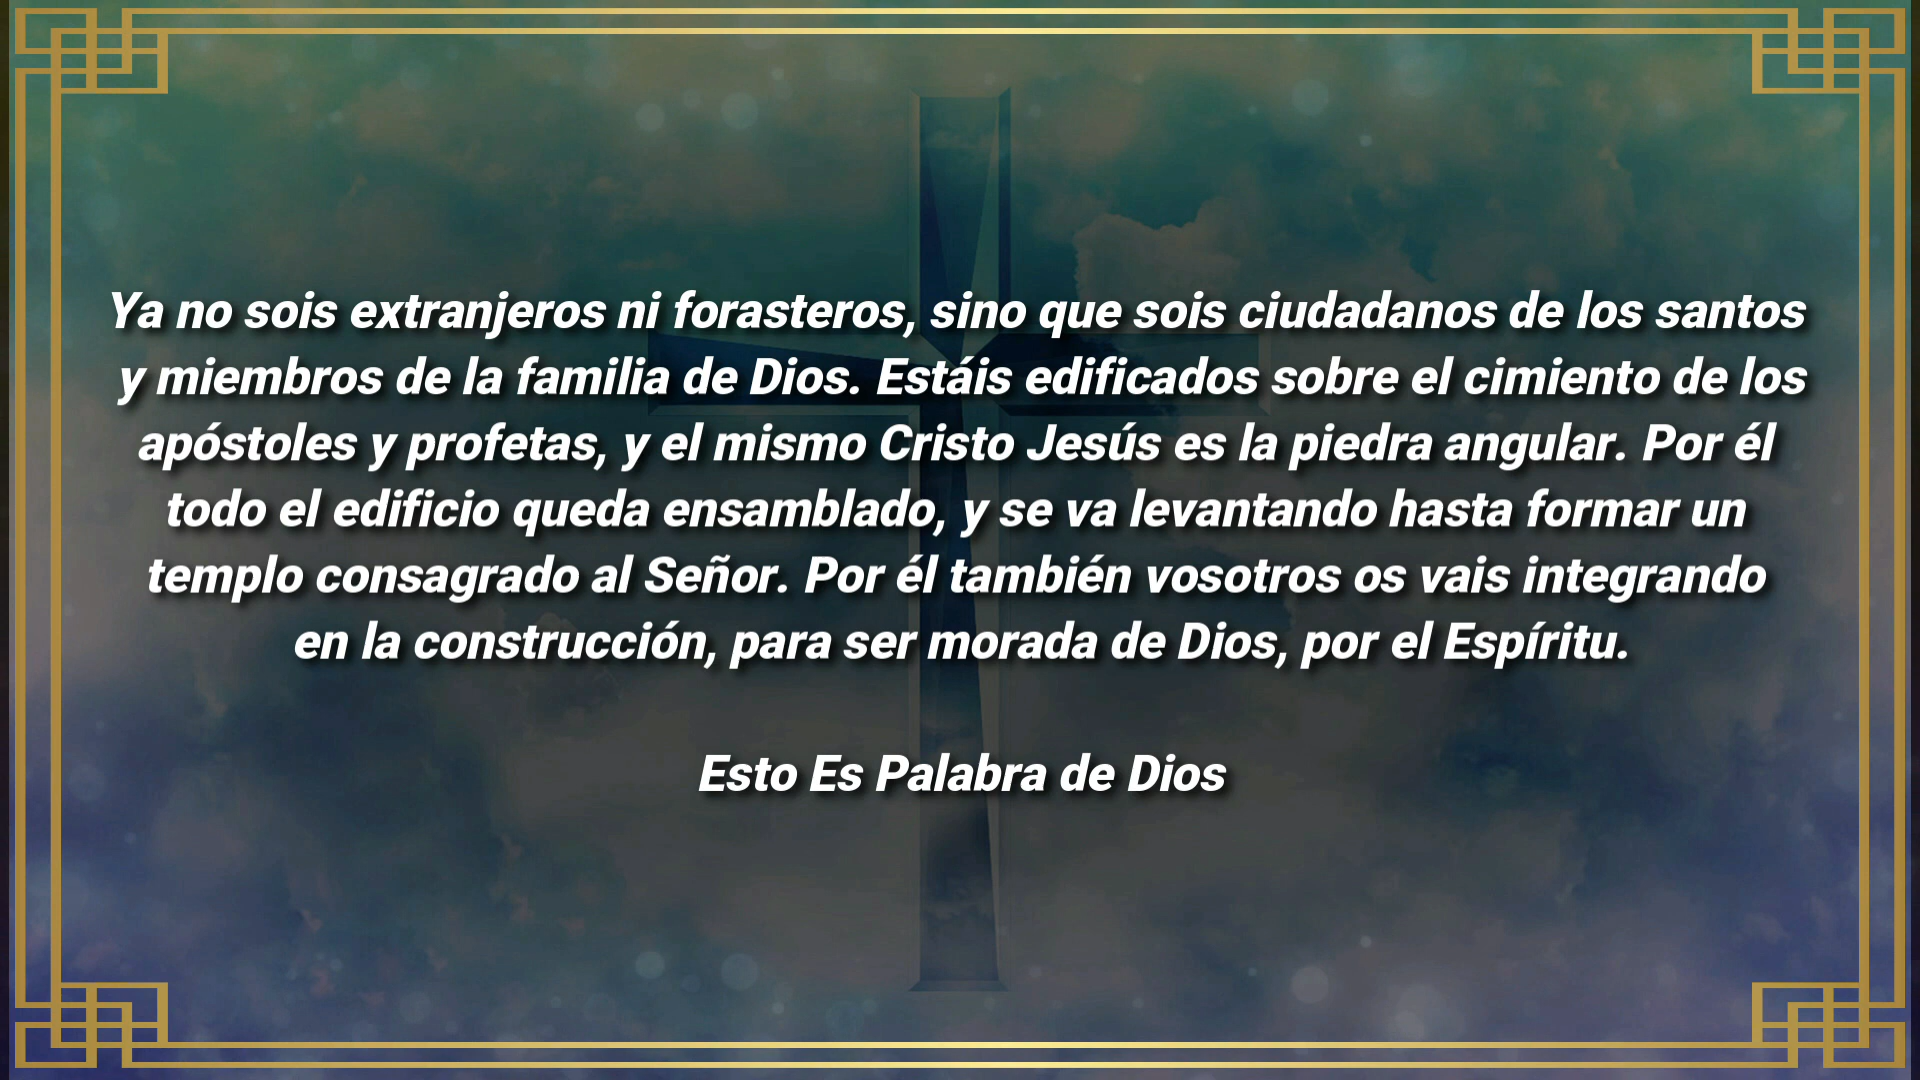 Ya no sois extranjeros ni forasteros, sino que sois ciudadanos de los santos
y miembros de la familia de Dios. Estáis edificados sobre el cimiento de los
apóstoles y profetas, y el mismo Cristo Jesús es la piedra angular. Por él
todo el edificio queda ensamblado, y se va levantando hasta formar un
templo consagrado al Señor. Por él también vosotros os vais integrando
en la construcción, para ser morada de Dios, por el Espíritu.
Esto Es Palabra de Dios